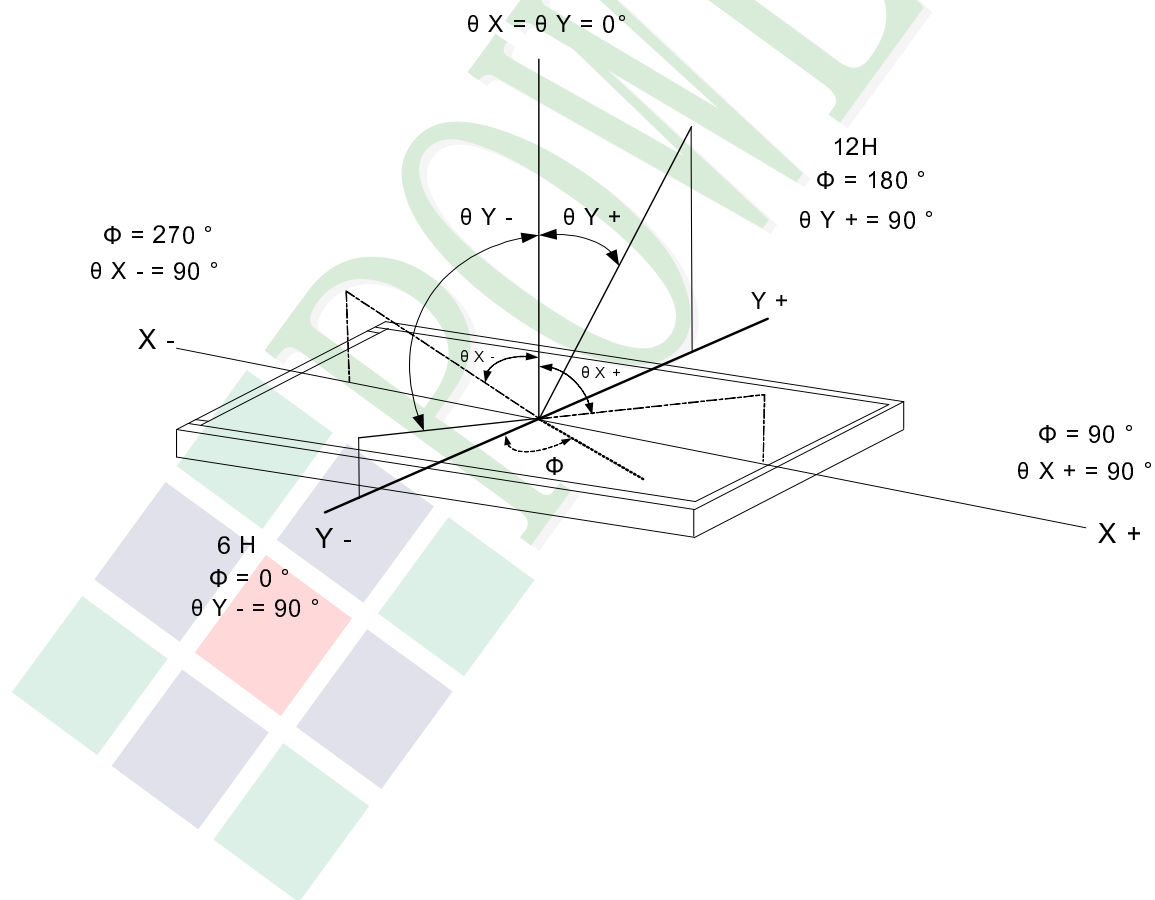 θ X = θ Y = 0°
12H
Φ = 180 °
θ Y + = 90 °
θ Y -
θ Y +
Φ = 270 °
θ X - = 90 °
Y +
X -
θ X -
θ X +
Φ = 90 °
θ X + = 90 °
Φ
X +
Y -
6 H
Φ = 0 °
θ Y - = 90 °